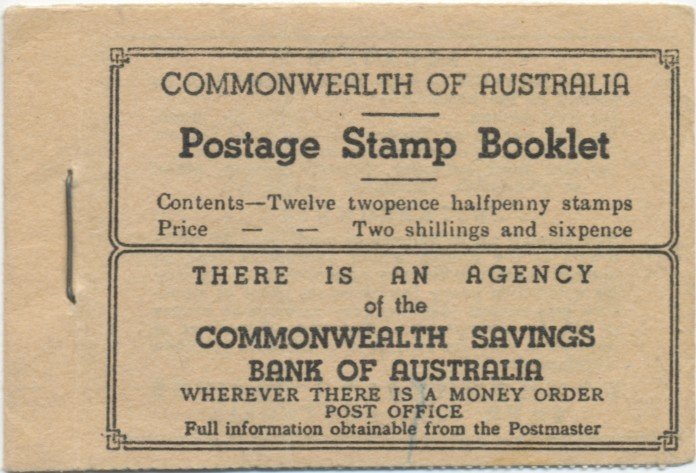 COMMONWEALTH OF AUSTRALIA
Postage Stamp Booklet
Contents—Twelve twopence halfpenny stamps
Price — — Two shillings and sixpence
THERE IS AN AGENCY
of the
COMMONWEALTH SAVINGS
BANK OF AUSTRALIA
WHEREVER THERE IS A MONEY ORDER
POST OFFICE
Full information obtainable from the Postmaster